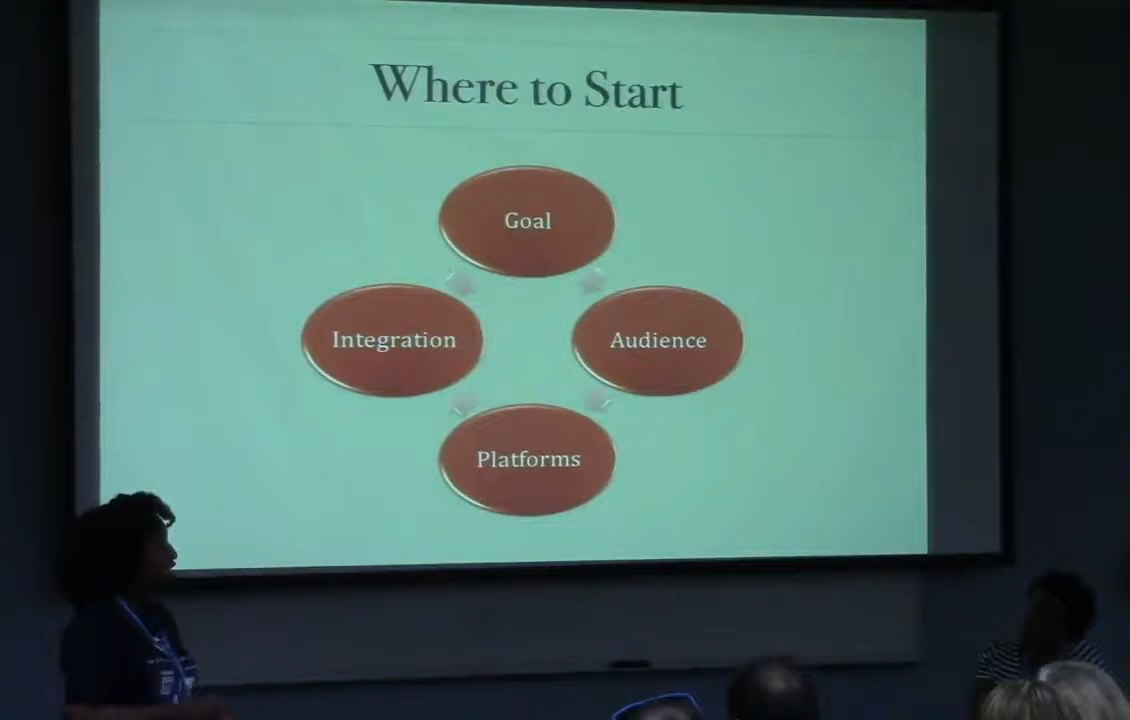 Where to Start
Goal
Integration
Audience
Platforms